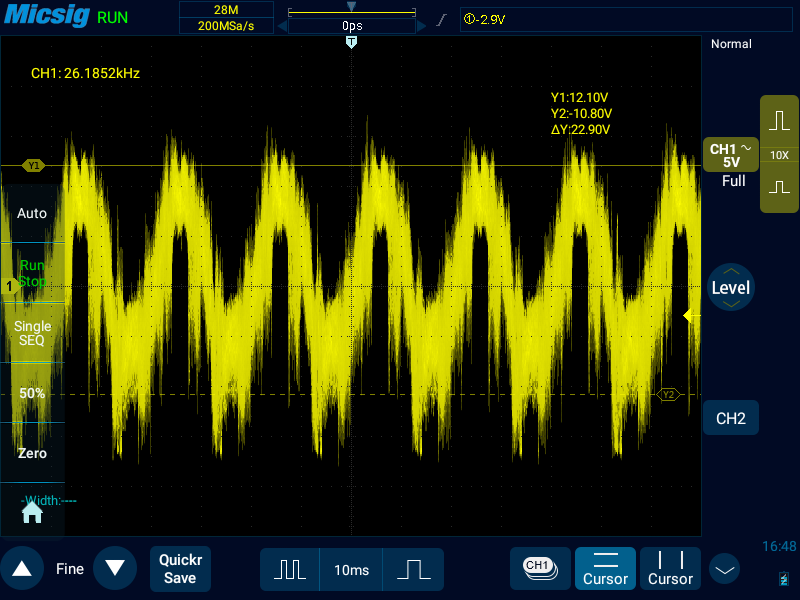 Micsig RUN
28M
200MSa/s
0ps
①-2.9V
T
Normal
CH1: 26.1852kHz
Y1:12.10V
Y2:-10.80V
ΔY:22.90V
Y1
CH1
5V
10X
Full
Auto
Run
Stop
1
Level
Single
SEQ
50%
Y2
CH2
Zero
-Width:----
16:48
Fine
Quickr
Save
10ms
CH1
Cursor
Cursor